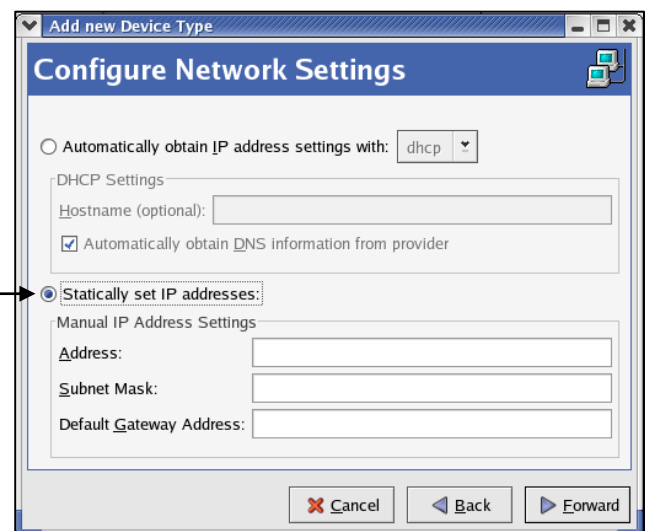 Add new Device Type
Configure Network Settings
Automatically obtain IP address settings with: dhcp
DHCP Settings
Hostname (optional):
Automatically obtain DNS information from provider
Statically set IP addresses:
Manual IP Address Settings
Address:
Subnet Mask:
Default Gateway Address:
Cancel Back Forward